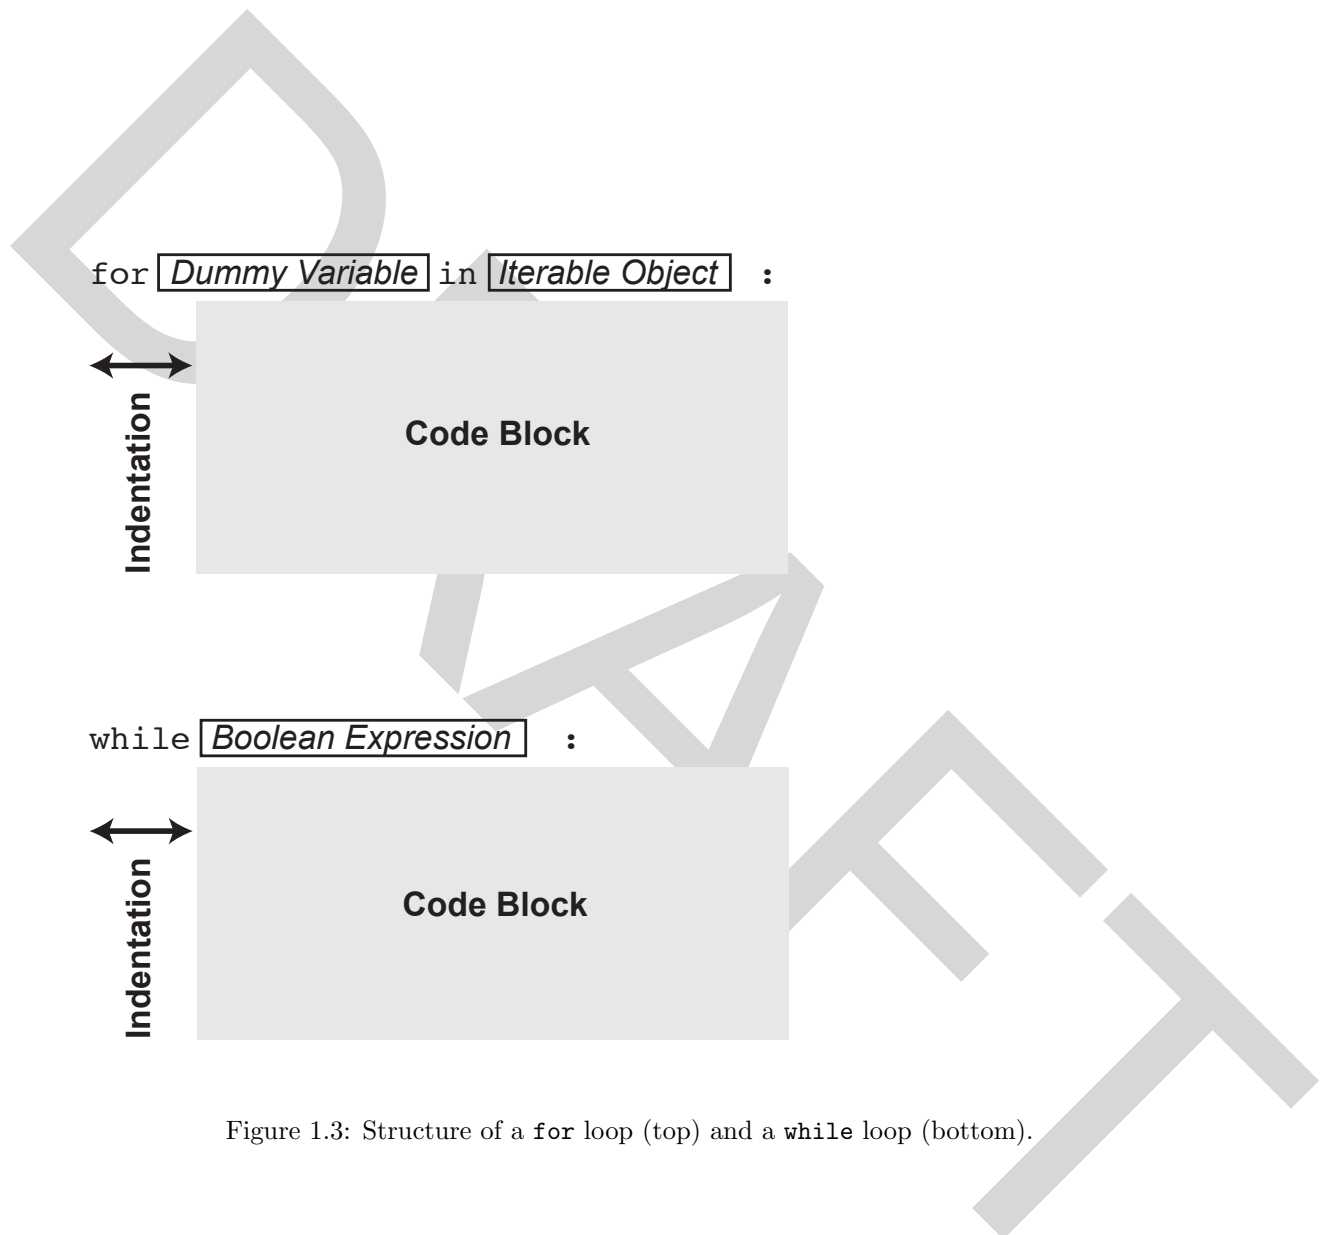 for Dummy Variable in Iterable Object :
Indentation
Code Block
while Boolean Expression :
Indentation
Code Block
Figure 1.3: Structure of a for loop (top) and a while loop (bottom).
DRAFT